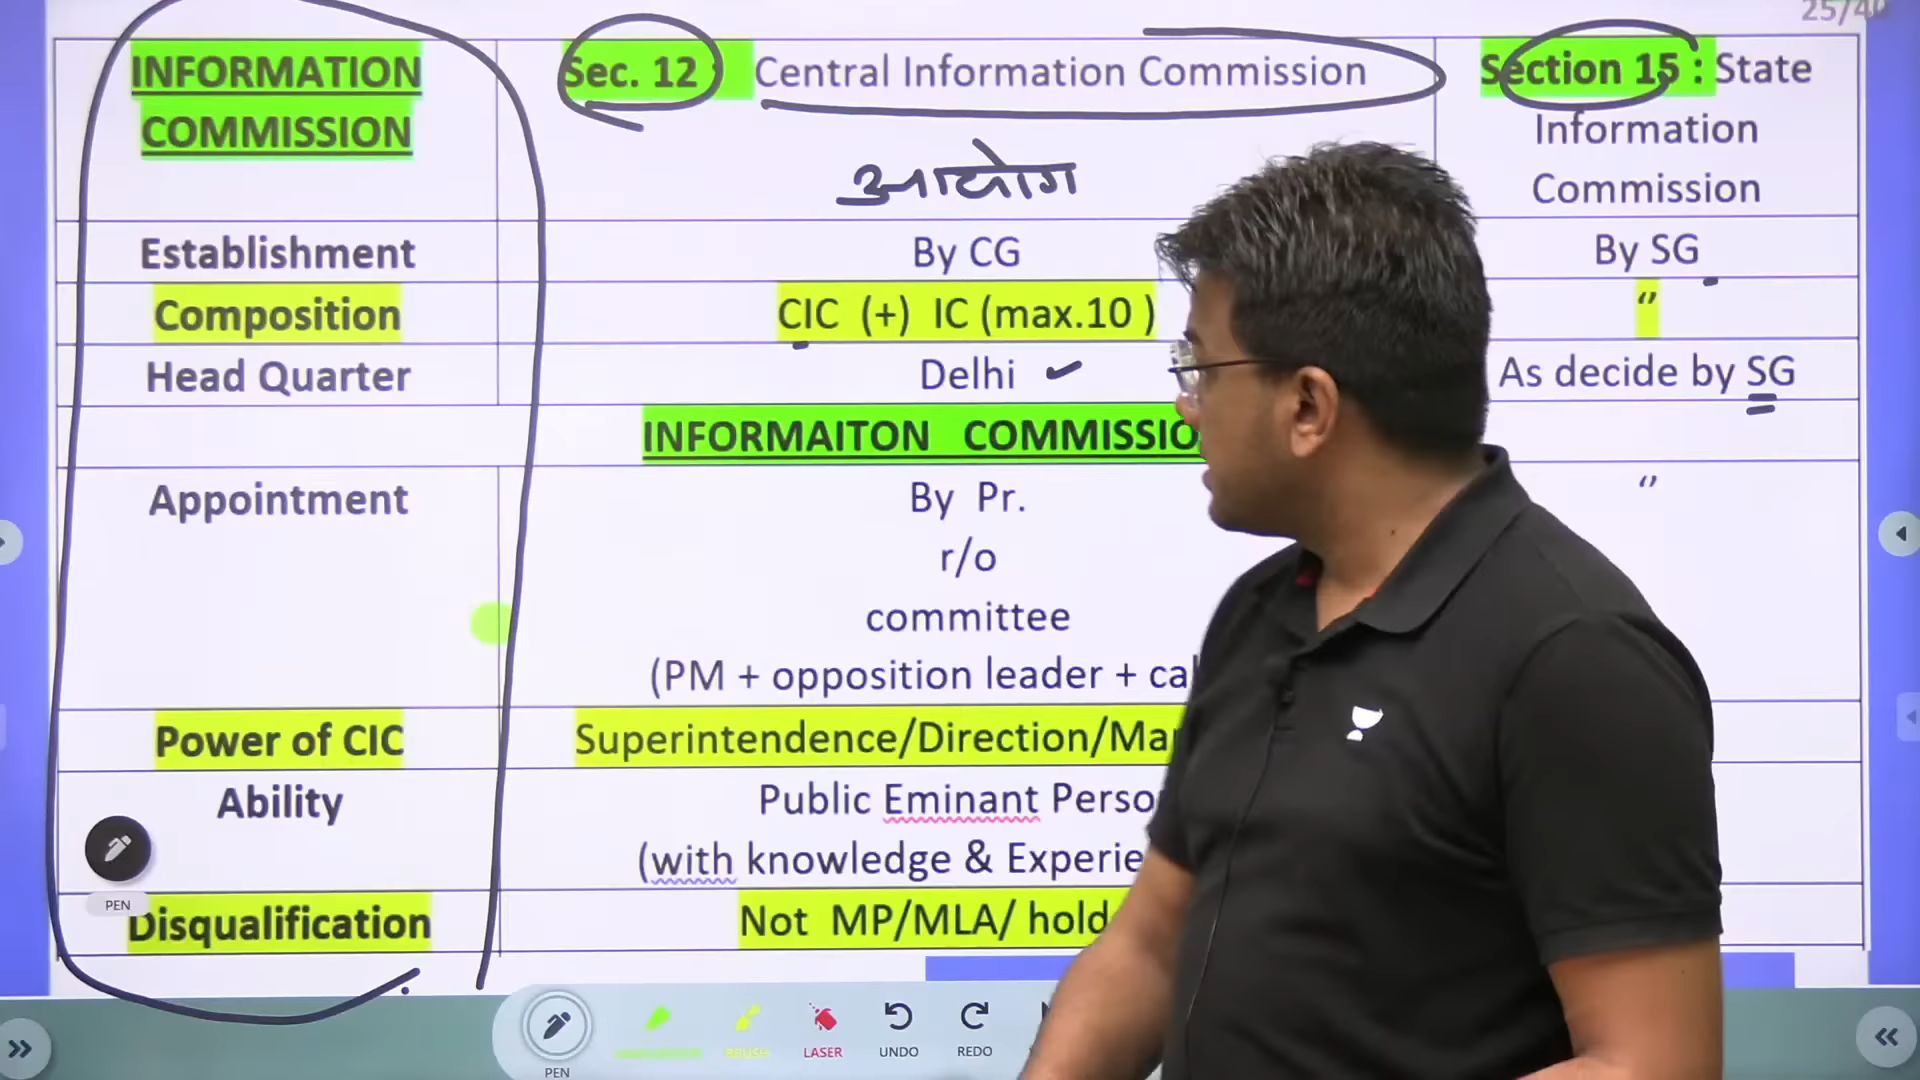 25/40
INFORMATION
COMMISSION
Sec. 12 : Central Information Commission
आयोग
Section 15 : State
Information
Commission
Establishment
By CG
By SG
Composition
CIC (+) IC (max.10 )
“
Head Quarter
Delhi
As decide by SG
INFORMAITON COMMISSIO
Appointment
By Pr.
r/o
committee
(PM + opposition leader + ca
“
Power of CIC
Superintendence/Direction/Ma
Ability
Public Eminant Perso
(with knowledge & Experie
Disqualification
Not MP/MLA/ hold
PEN
PEN
BRUSH
LASER
UNDO
REDO